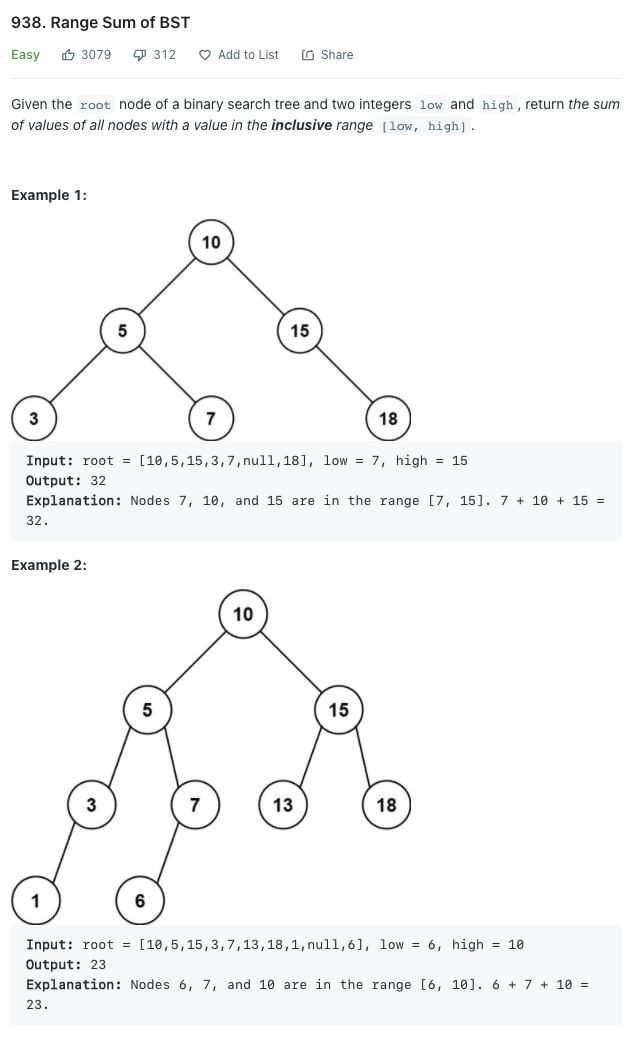 938. Range Sum of BST
Easy 3079 312 Add to List Share
Given the root node of a binary search tree and two integers low and high, return the sum
of values of all nodes with a value in the inclusive range [low, high].
Example 1:
10
5 15
3 7 18
Input: root = [10,5,15,3,7,null,18], low = 7, high = 15
Output: 32
Explanation: Nodes 7, 10, and 15 are in the range [7, 15]. 7 + 10 + 15 =
32.
Example 2:
10
5 15
3 7 13 18
1 6
Input: root = [10,5,15,3,7,13,18,1,null,6], low = 6, high = 10
Output: 23
Explanation: Nodes 6, 7, and 10 are in the range [6, 10]. 6 + 7 + 10 =
23.